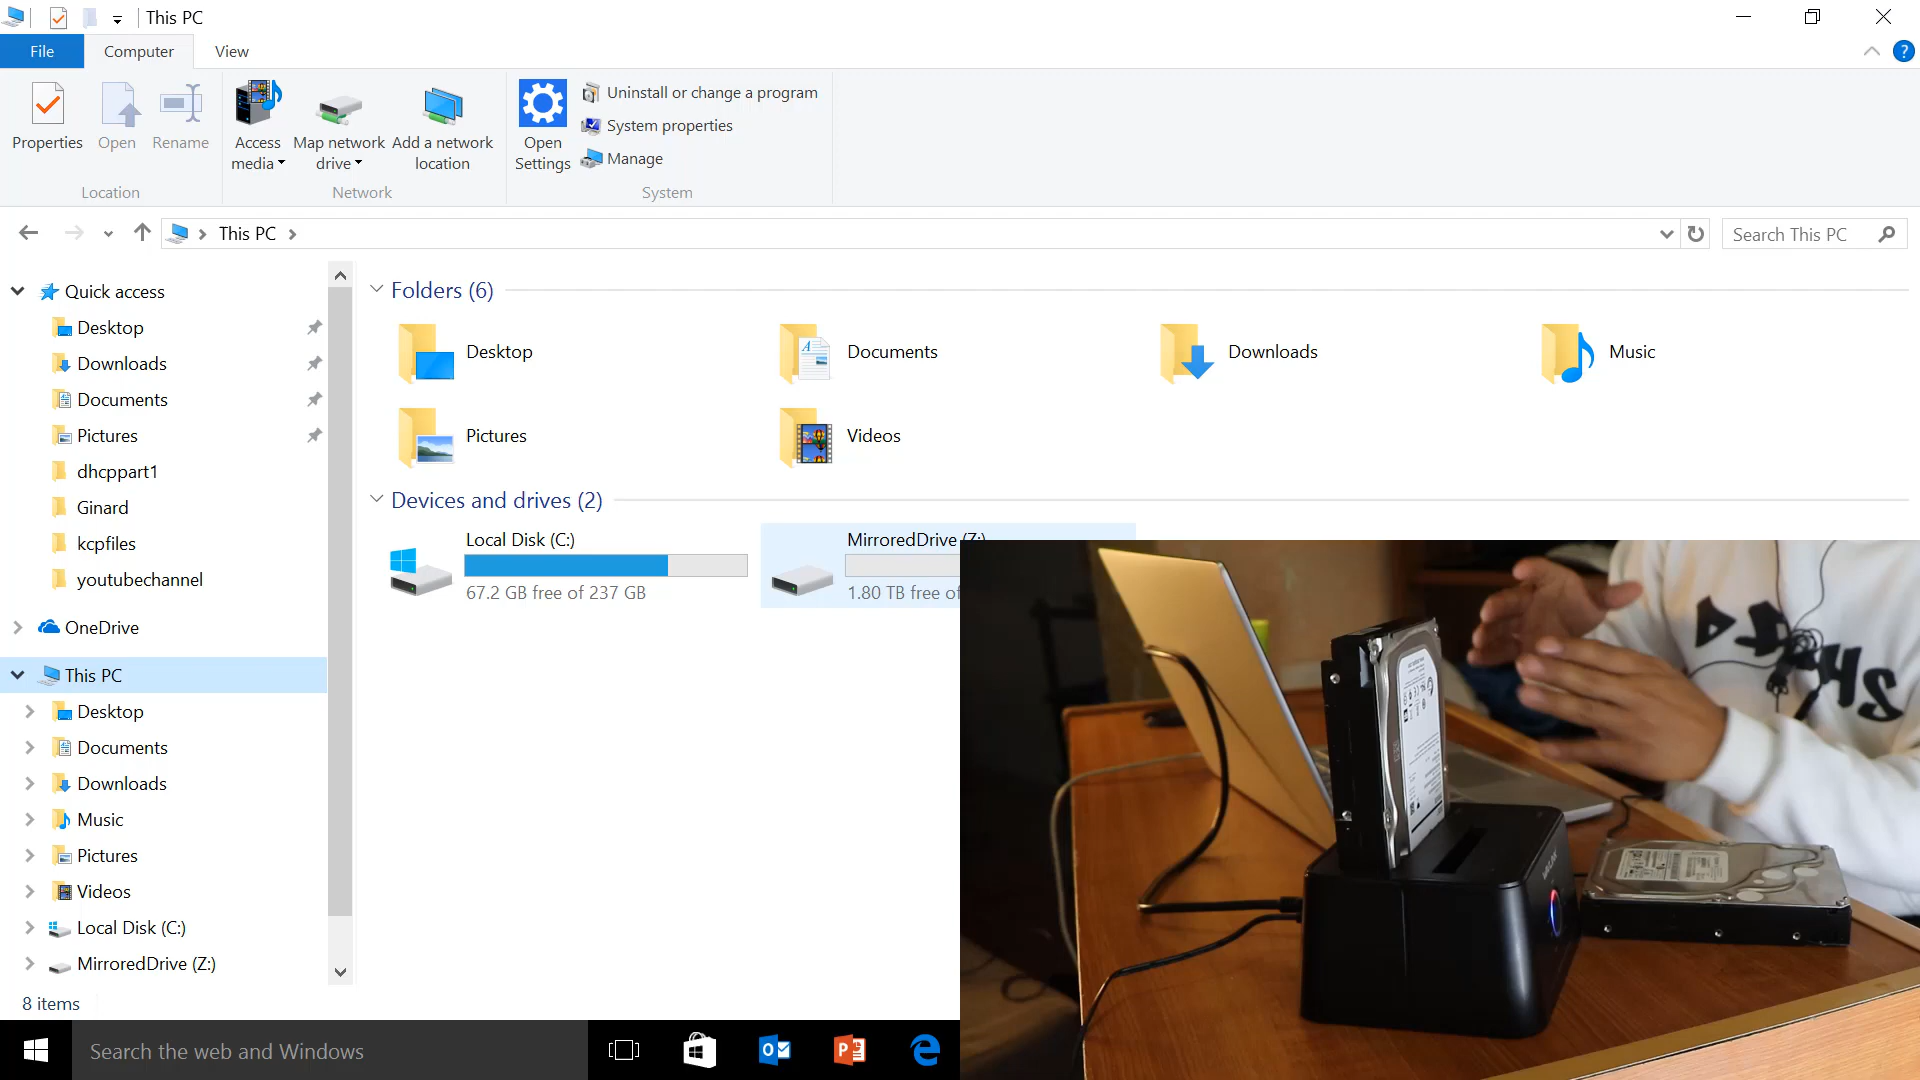 This PC
File
Computer
View
Properties
Open
Rename
Access media
Map network drive
Add a network location
Open Settings
Uninstall or change a program
System properties
Manage
Location
Network
System
This PC
Search This PC
Quick access
Desktop
Downloads
Documents
Pictures
dhcppart1
Ginard
kcpfiles
youtubechannel
OneDrive
This PC
Desktop
Documents
Downloads
Music
Pictures
Videos
Local Disk (C:)
MirroredDrive (Z:)
8 items
Folders (6)
Desktop
Documents
Downloads
Music
Pictures
Videos
Devices and drives (2)
Local Disk (C:)
67.2 GB free of 237 GB
MirroredDrive (Z:)
1.80 TB free of
Search the web and Windows